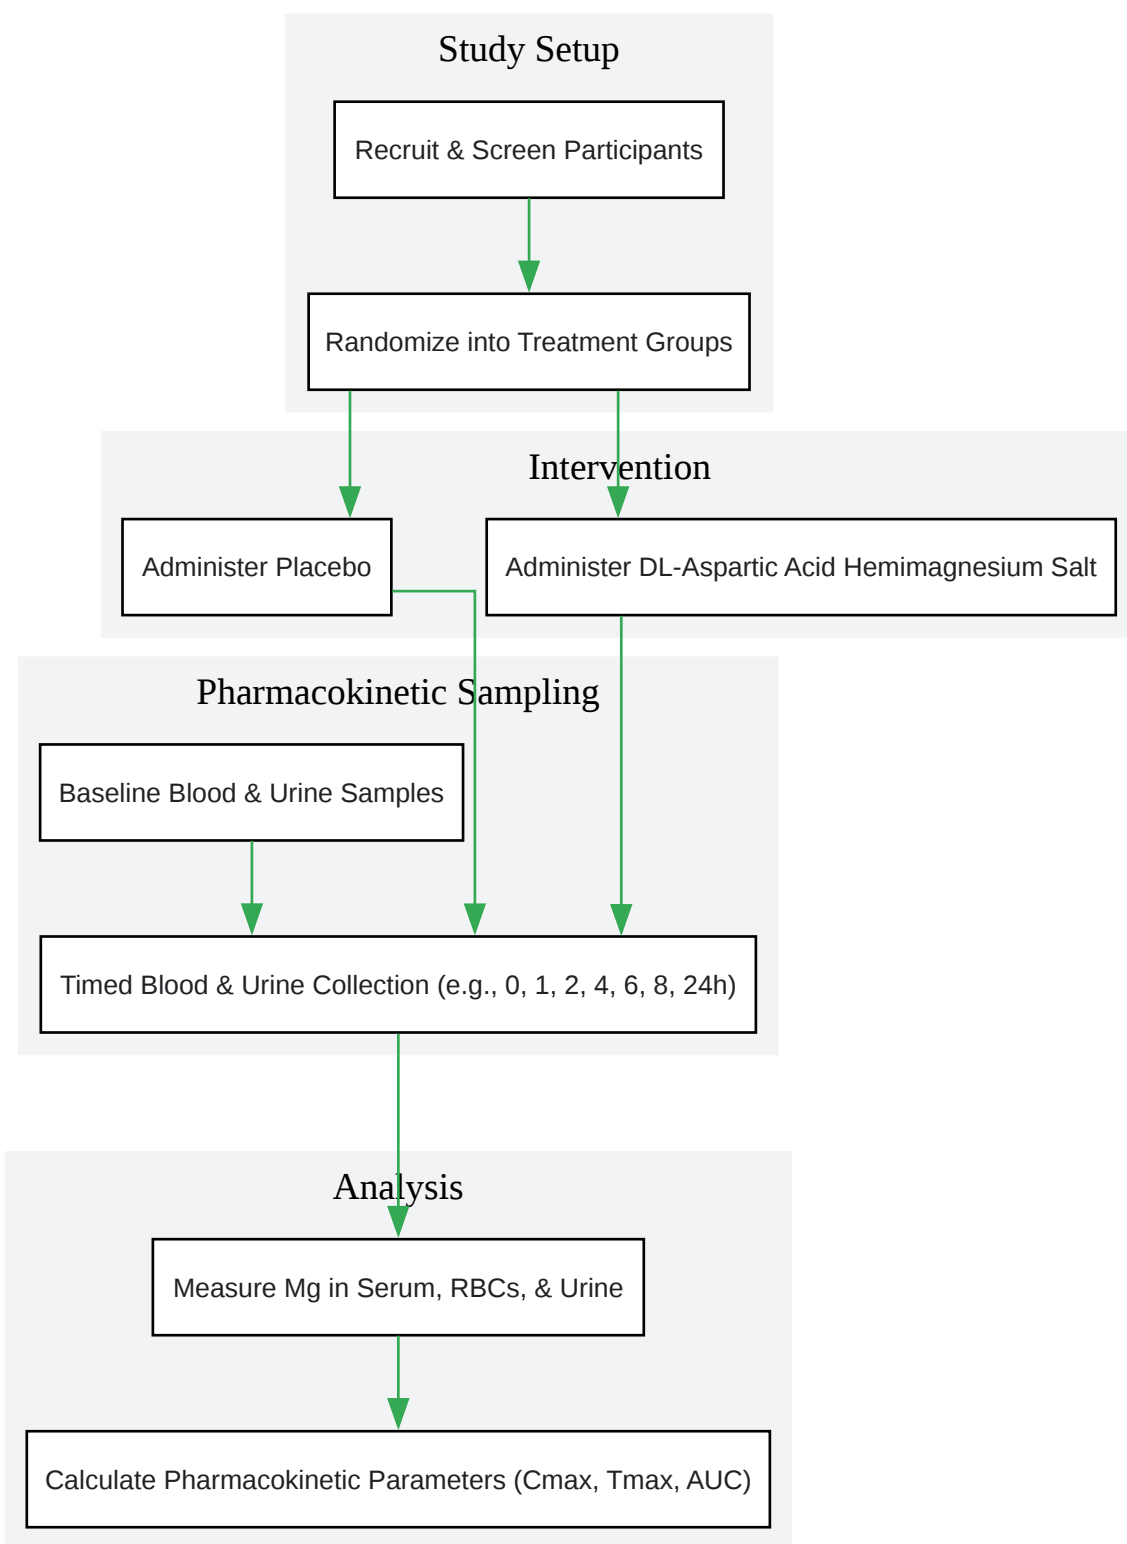 Study Setup
Recruit & Screen Participants
Randomize into Treatment Groups
Intervention
Administer Placebo
Administer DL-Aspartic Acid Hemimagnesium Salt
Pharmacokinetic Sampling
Baseline Blood & Urine Samples
Timed Blood & Urine Collection (e.g., 0, 1, 2, 4, 6, 8, 24h)
Analysis
Measure Mg in Serum, RBCs, & Urine
Calculate Pharmacokinetic Parameters (Cmax, Tmax, AUC)